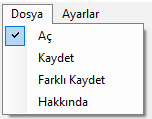 Dosya Ayarlar
Aç
Kaydet
Farklı Kaydet
Hakkında